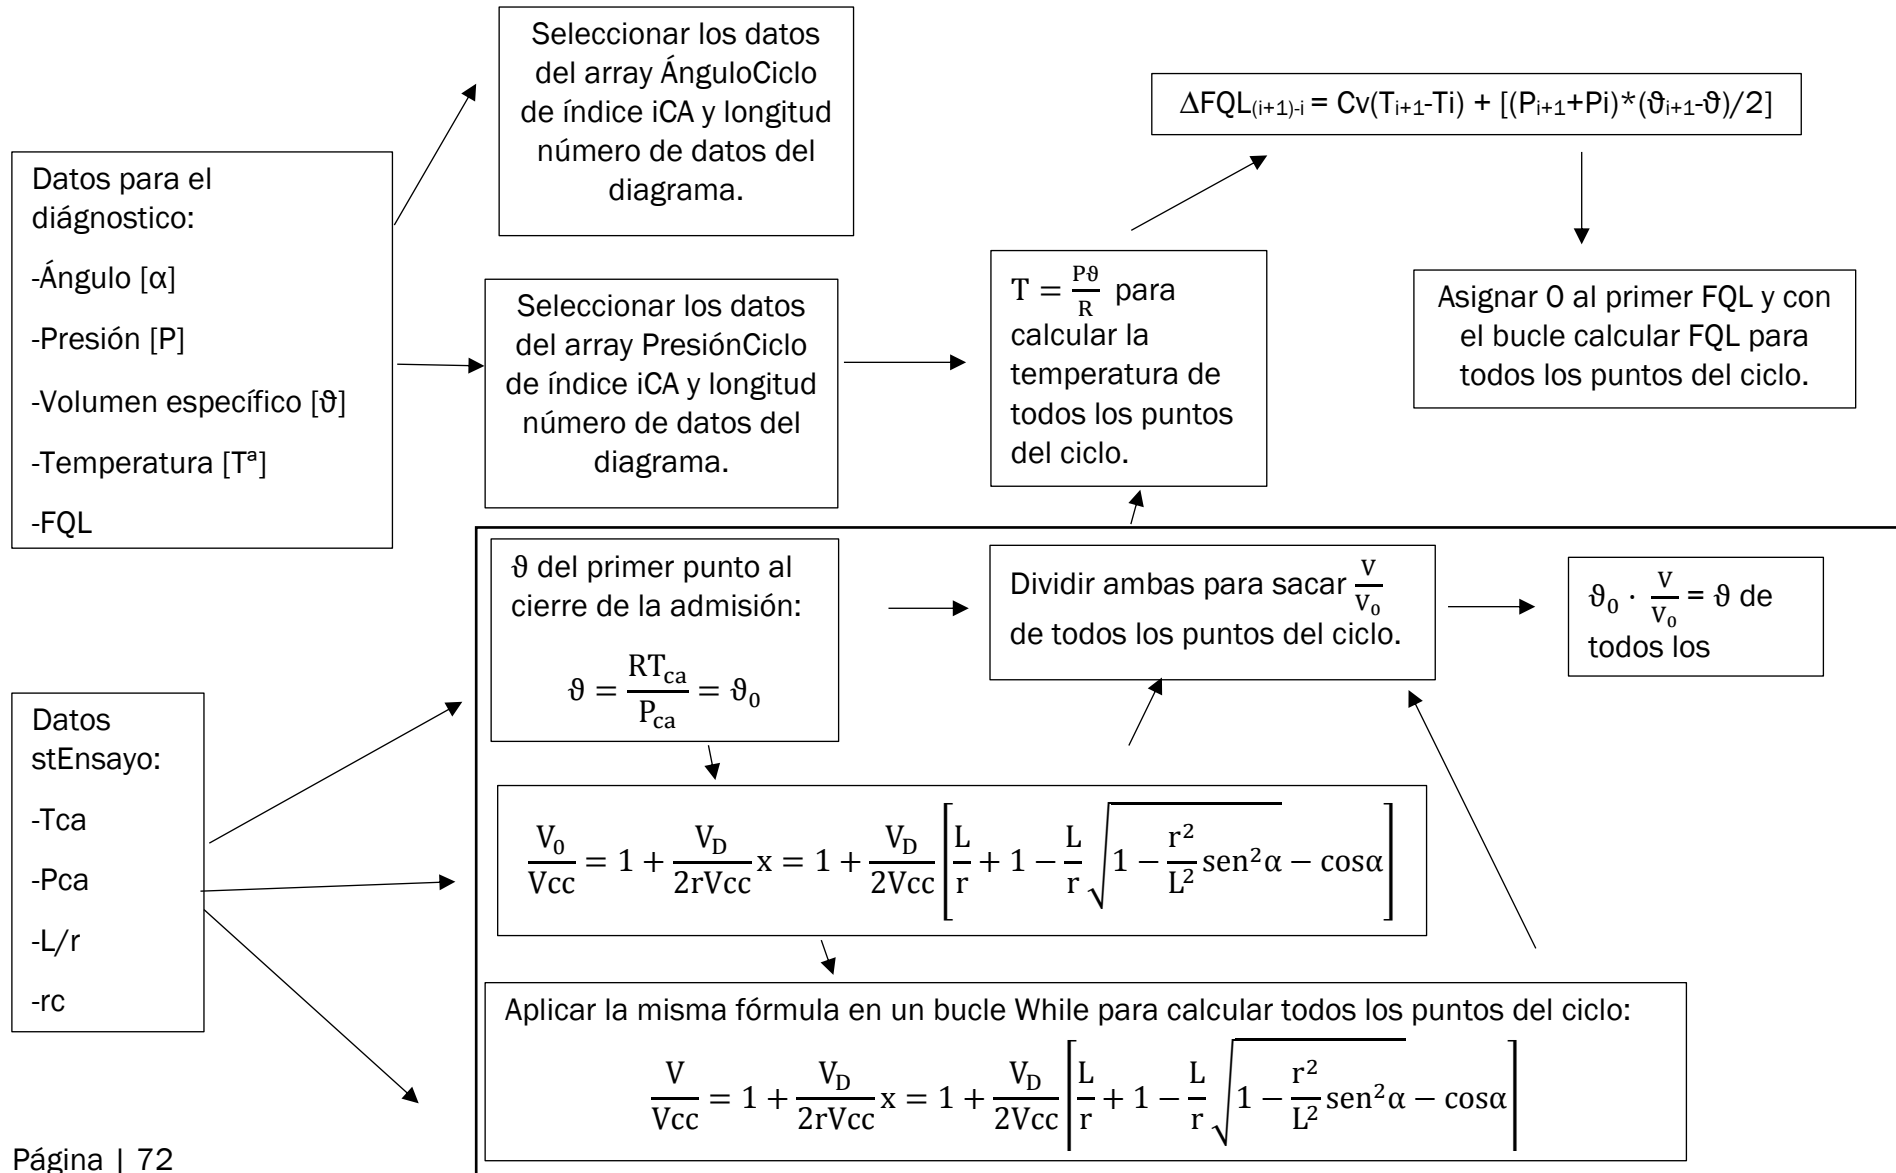 Seleccionar los datos
del array ÁnguloCiclo
de índice iCA y longitud
número de datos del
diagrama.
∆FQL(i+1)-i = Cv(Ti+1-Ti) + [(Pi+1+Pi)*(ϑi+1-ϑ)/2]
Datos para el
diágnostico:
-Ángulo [α]
-Presión [P]
-Volumen específico [ϑ]
-Temperatura [Tª]
-FQL
Seleccionar los datos
del array PresiónCiclo
de índice iCA y longitud
número de datos del
diagrama.
T = Pϑ/R para
calcular la
temperatura de
todos los puntos
del ciclo.
Asignar 0 al primer FQL y con
el bucle calcular FQL para
todos los puntos del ciclo.
ϑ del primer punto al
cierre de la admisión:
ϑ = RTca/Pca = ϑ0
Dividir ambas para sacar V/V0
de todos los puntos del ciclo.
ϑ0 · V/V0 = ϑ de
todos los
Datos
stEnsayo:
-Tca
-Pca
-L/r
-rc
V0/Vcc = 1 + VD/2rVcc x = 1 + VD/2Vcc [L/r + 1 − L/r √(1 − r²/L² sen²α) − cosα]
Aplicar la misma fórmula en un bucle While para calcular todos los puntos del ciclo:
V/Vcc = 1 + VD/2rVcc x = 1 + VD/2Vcc [L/r + 1 − L/r √(1 − r²/L² sen²α) − cosα]
Página | 72